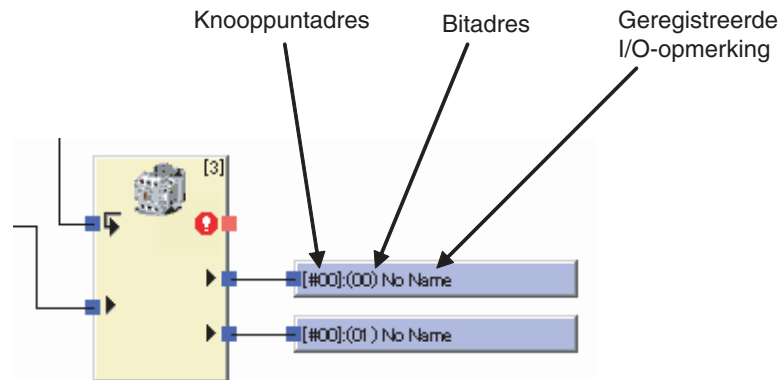 Knooppuntadres
Bitadres
Geregistreerde
I/O-opmerking
[3]
[#00]:(00) No Name
[#00]:(01) No Name